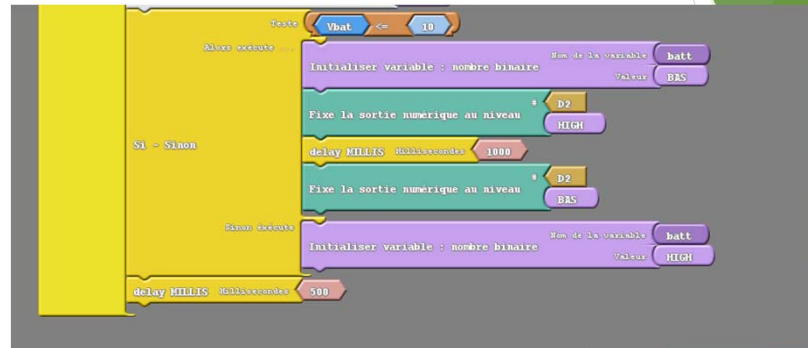 Teste Vbat <= 10
Alors exécute ...
Initialiser variable : nombre binaire
Nom de la variable batt
Valeur BAS
Fixe la sortie numérique au niveau
# D2
HIGH
Si - Sinon
delay MILLIS Millisecondes 1000
Fixe la sortie numérique au niveau
# D2
BAS
Sinon exécute
Initialiser variable : nombre binaire
Nom de la variable batt
Valeur HIGH
delay MILLIS Millisecondes 500